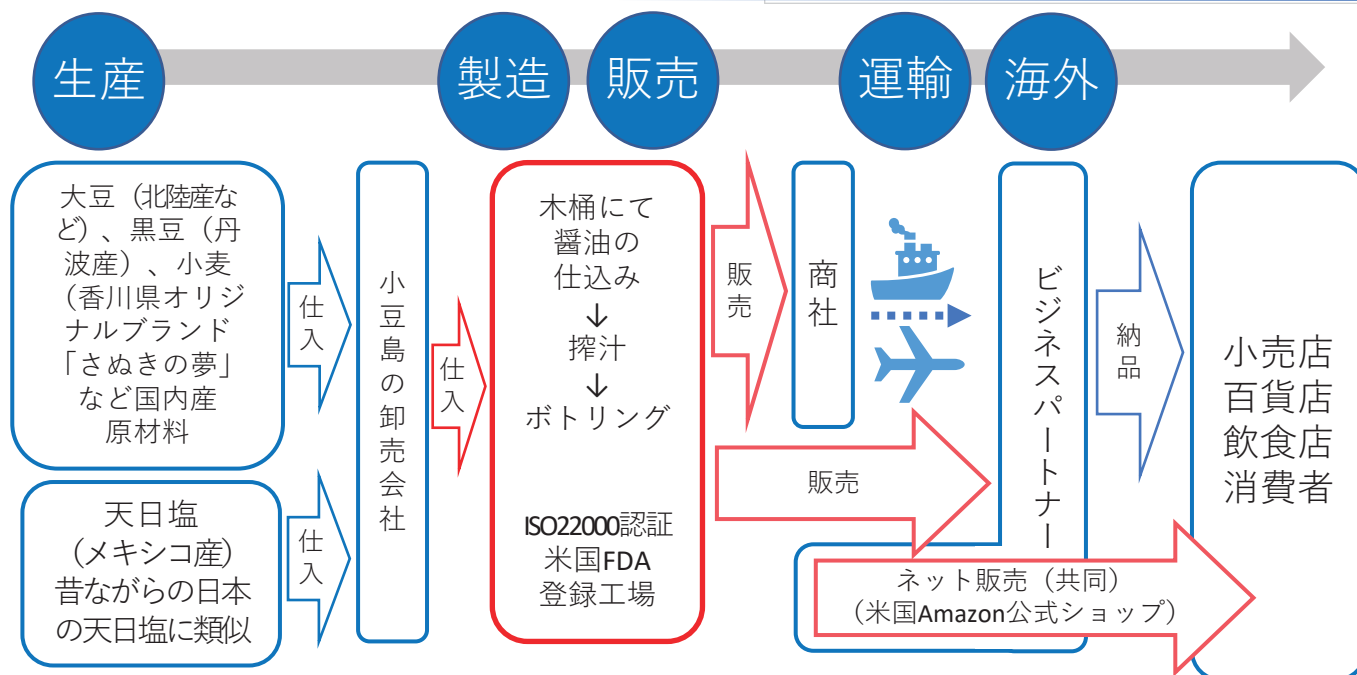 生産
製造
販売
運輸
海外
大豆（北陸産な
ど）、黒豆（丹
波産）、小麦
（香川県オリジ
ナルブランド
「さぬきの夢」
など国内産
原材料
天日塩
（メキシコ産）
昔ながらの日本
の天日塩に類似
仕入
仕入
小豆島の卸売会社
仕入
木桶にて
醤油の
仕込み
↓
搾汁
↓
ボトリング
ISO22000認証
米国FDA
登録工場
販売
商社
販売
ビジネスパートナー
ネット販売（共同）
（米国Amazon公式ショップ）
納品
小売店
百貨店
飲食店
消費者